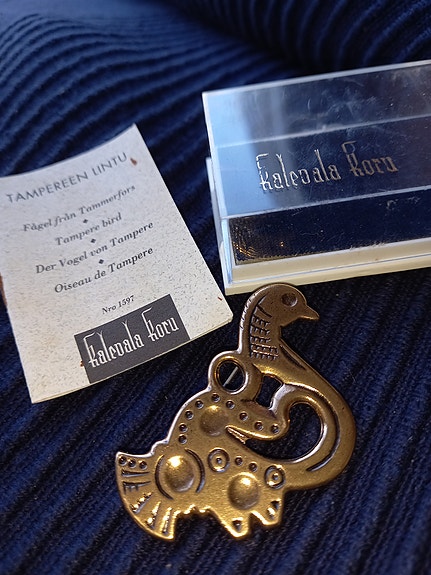 TAMPEREEN LINTU
Fågel från Tammerfors
Tampere bird
Der Vogel von Tampere
Oiseau de Tampere
Nro 1597
Kalevala Koru
Kalevala Koru